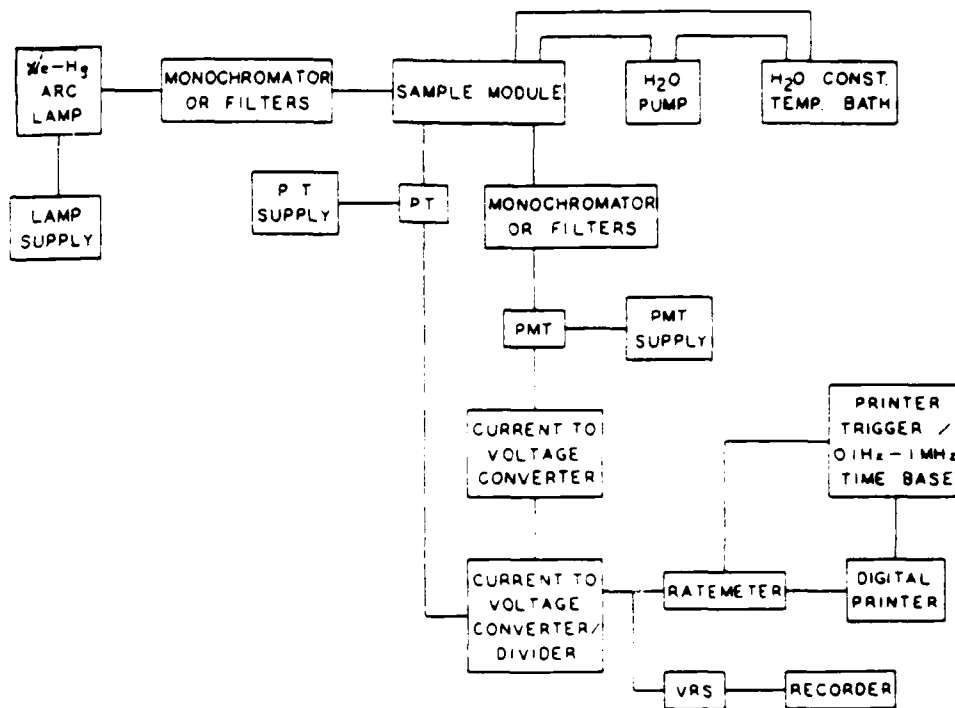 Xe-Hg
ARC
LAMP
MONOCHROMATOR
OR FILTERS
SAMPLE MODULE
H2O
PUMP
H2O CONST.
TEMP. BATH
LAMP
SUPPLY
P T
SUPPLY
PT
MONOCHROMATOR
OR FILTERS
PMT
PMT
SUPPLY
CURRENT TO
VOLTAGE
CONVERTER
PRINTER
TRIGGER /
0.1Hz-1MHz
TIME BASE
CURRENT TO
VOLTAGE
CONVERTER/
DIVIDER
RATEMETER
DIGITAL
PRINTER
VRS
RECORDER